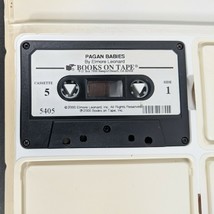 PAGAN BABIES
By Elmore Leonard
BOOKS ON TAPE®
CASSETTE
5
SIDE
1
5405
©2000 Elmore Leonard, Inc. All Rights Reserved.
℗2000 Books on Tape, Inc.